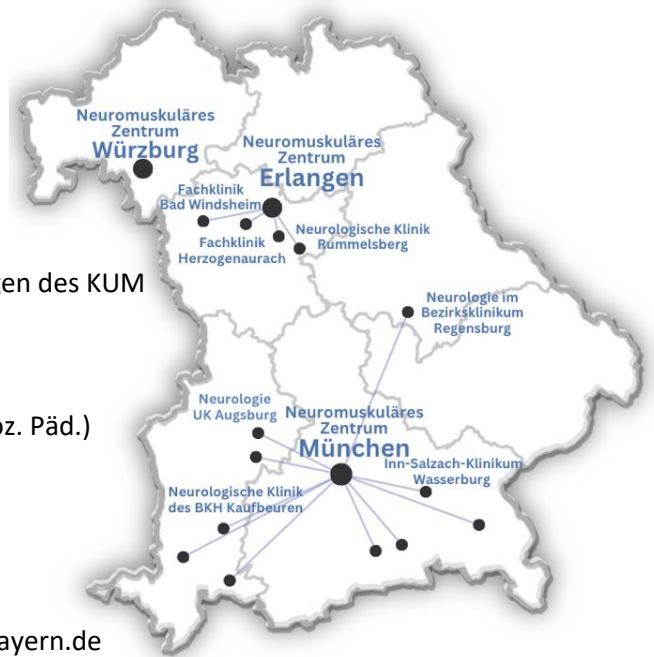 Neuromuskuläres
Zentrum
Würzburg
Neuromuskuläres
Zentrum
Erlangen
Fachklinik
Bad Windsheim
Fachklinik
Herzogenaurach
Neurologische Klinik
Rummelsberg
gen des KUM
Neurologie im
Bezirksklinikum
Regensburg
oz. Päd.)
Neurologie
UK Augsburg
Neuromuskuläres
Zentrum
München
Inn-Salzach-Klinikum
Wasserburg
Neurologische Klinik
des BKH Kaufbeuren
ayern.de